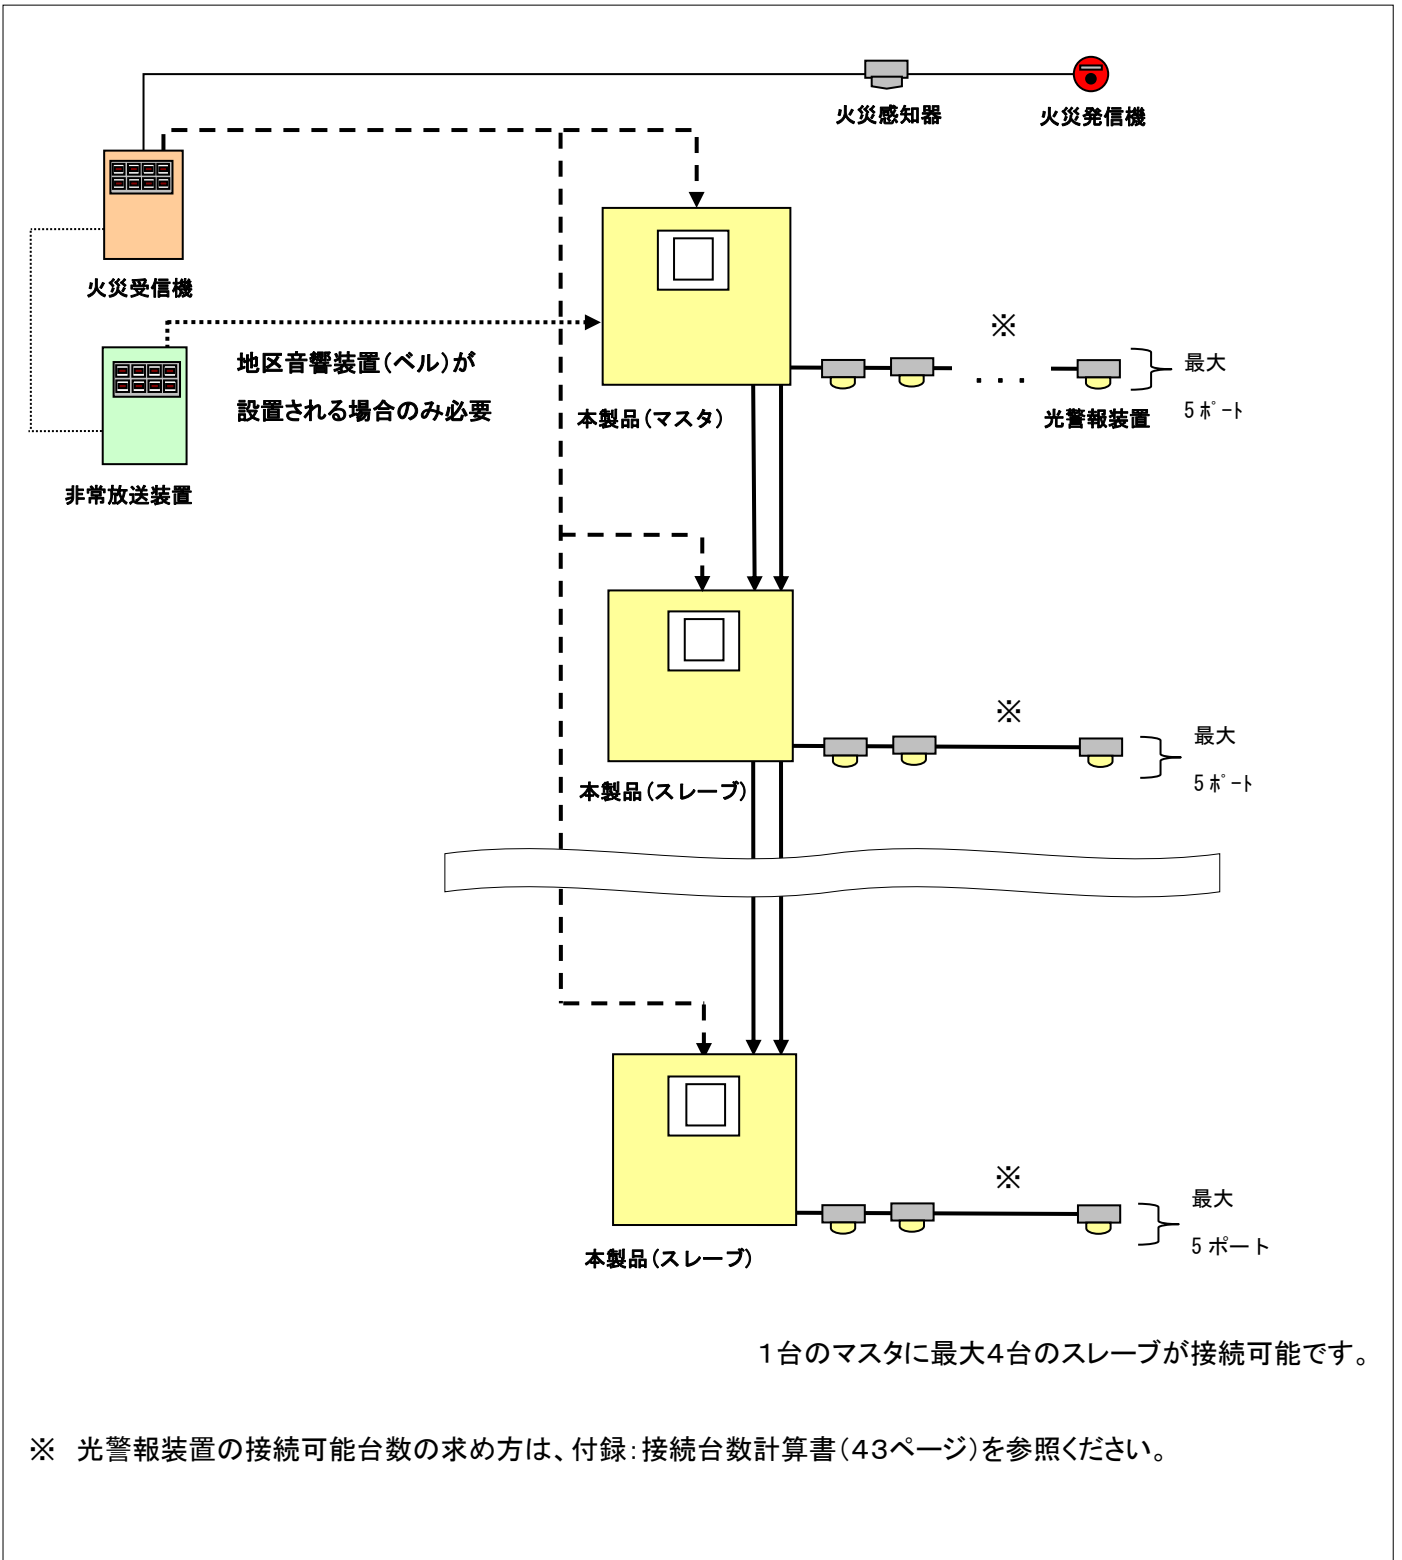 火災感知器
火災発信機
火災受信機
地区音響装置(ベル)が
設置される場合のみ必要
非常放送装置
本製品(マスタ)
※
・・・
光警報装置
最大
5ﾎﾟｰﾄ
本製品(スレーブ)
※
最大
5ﾎﾟｰﾄ
本製品(スレーブ)
※
最大
5ポート
1台のマスタに最大4台のスレーブが接続可能です。
※ 光警報装置の接続可能台数の求め方は、付録:接続台数計算書(43ページ)を参照ください。